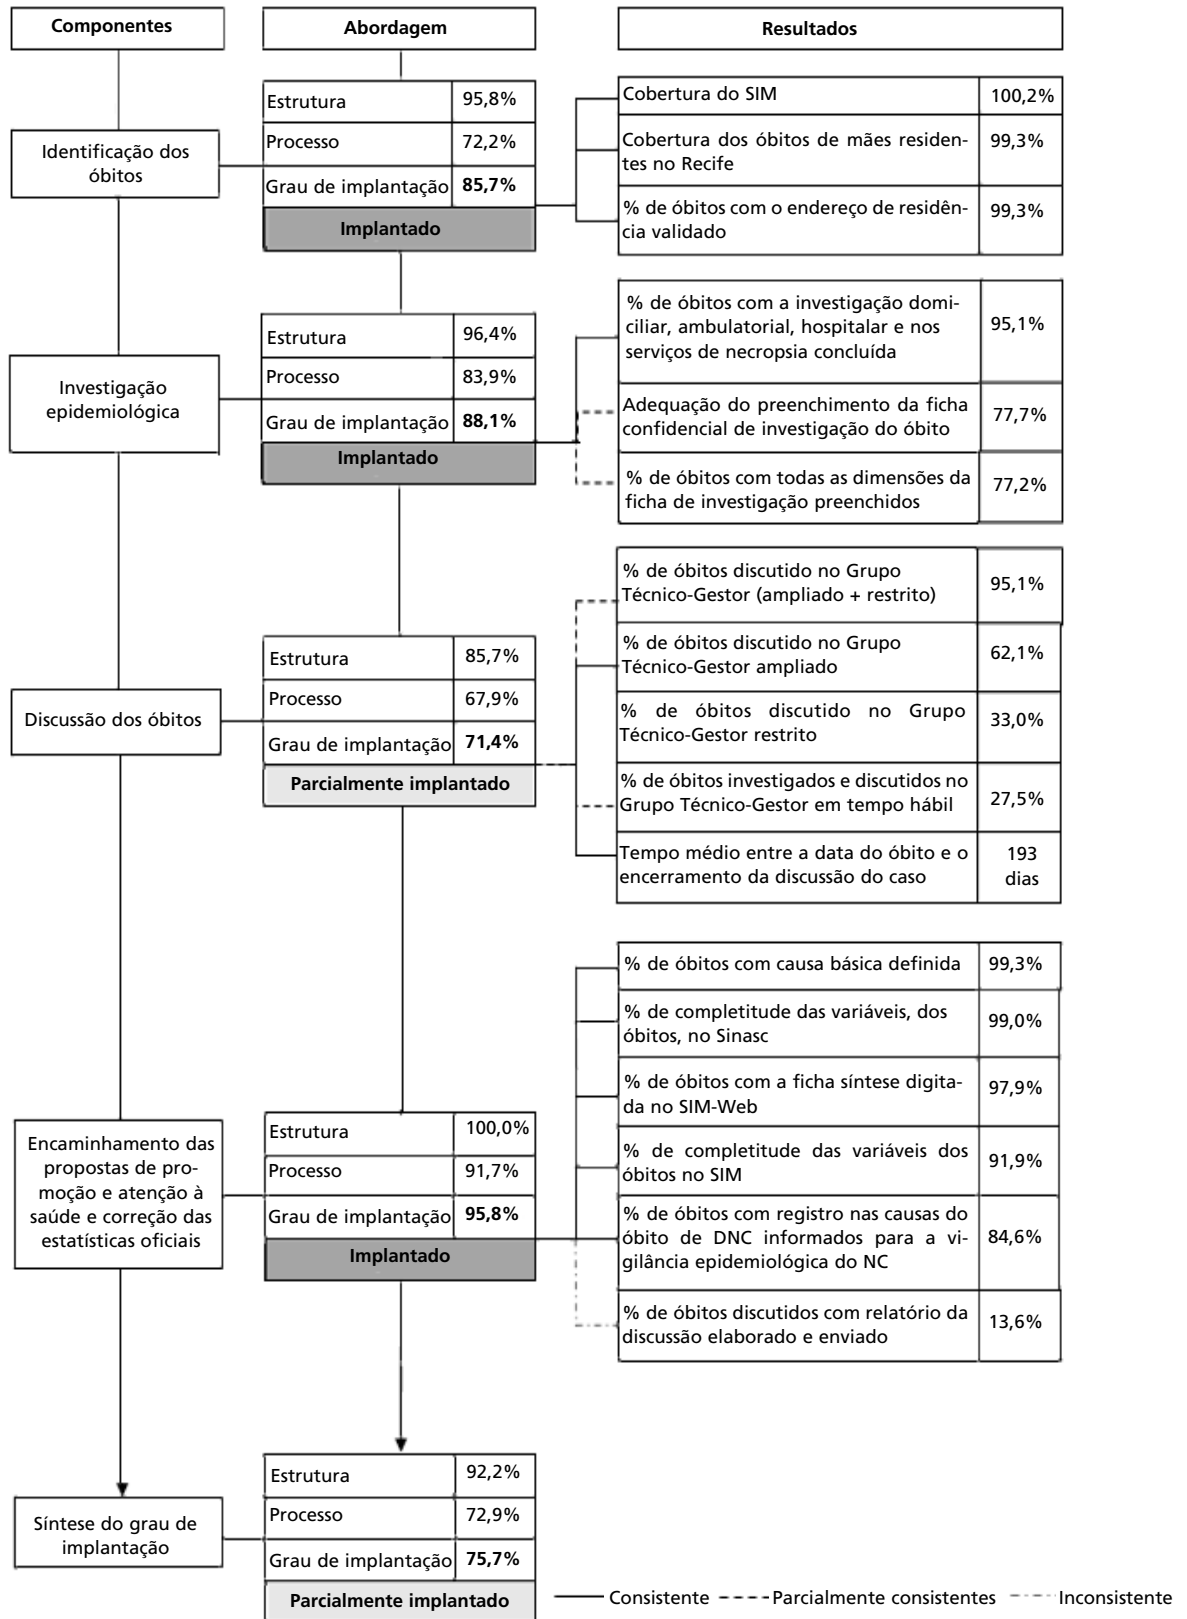 Componentes
Abordagem
Resultados
Identificação dos
óbitos
Estrutura 95,8%
Processo 72,2%
Grau de implantação 85,7%
Implantado
Cobertura do SIM 100,2%
Cobertura dos óbitos de mães residen-
tes no Recife
99,3%
% de óbitos com o endereço de residên-
cia validado
99,3%
Investigação
epidemiológica
Estrutura 96,4%
Processo 83,9%
Grau de implantação 88,1%
Implantado
% de óbitos com a investigação domi-
ciliar, ambulatorial, hospitalar e nos
serviços de necropsia concluída
95,1%
Adequação do preenchimento da ficha
confidencial de investigação do óbito
77,7%
% de óbitos com todas as dimensões da
ficha de investigação preenchidos
77,2%
Discussão dos óbitos
Estrutura 85,7%
Processo 67,9%
Grau de implantação 71,4%
Parcialmente implantado
% de óbitos discutido no Grupo
Técnico-Gestor (ampliado + restrito)
95,1%
% de óbitos discutido no Grupo
Técnico-Gestor ampliado
62,1%
% de óbitos discutido no Grupo
Técnico-Gestor restrito
33,0%
% de óbitos investigados e discutidos no
Grupo Técnico-Gestor em tempo hábil
27,5%
Tempo médio entre a data do óbito e o
encerramento da discussão do caso
193
dias
Encaminhamento das
propostas de pro-
moção e atenção à
saúde e correção das
estatísticas oficiais
Estrutura 100,0%
Processo 91,7%
Grau de implantação 95,8%
Implantado
% de óbitos com causa básica definida 99,3%
% de completitude das variáveis, dos
óbitos, no Sinasc
99,0%
% de óbitos com a ficha síntese digita-
da no SIM-Web
97,9%
% de completitude das variáveis dos
óbitos no SIM
91,9%
% de óbitos com registro nas causas do
óbito de DNC informados para a vi-
gilância epidemiológica do NC
84,6%
% de óbitos discutidos com relatório da
discussão elaborado e enviado
13,6%
Síntese do grau de
implantação
Estrutura 92,2%
Processo 72,9%
Grau de implantação 75,7%
Parcialmente implantado
Consistente
Parcialmente consistentes
Inconsistente